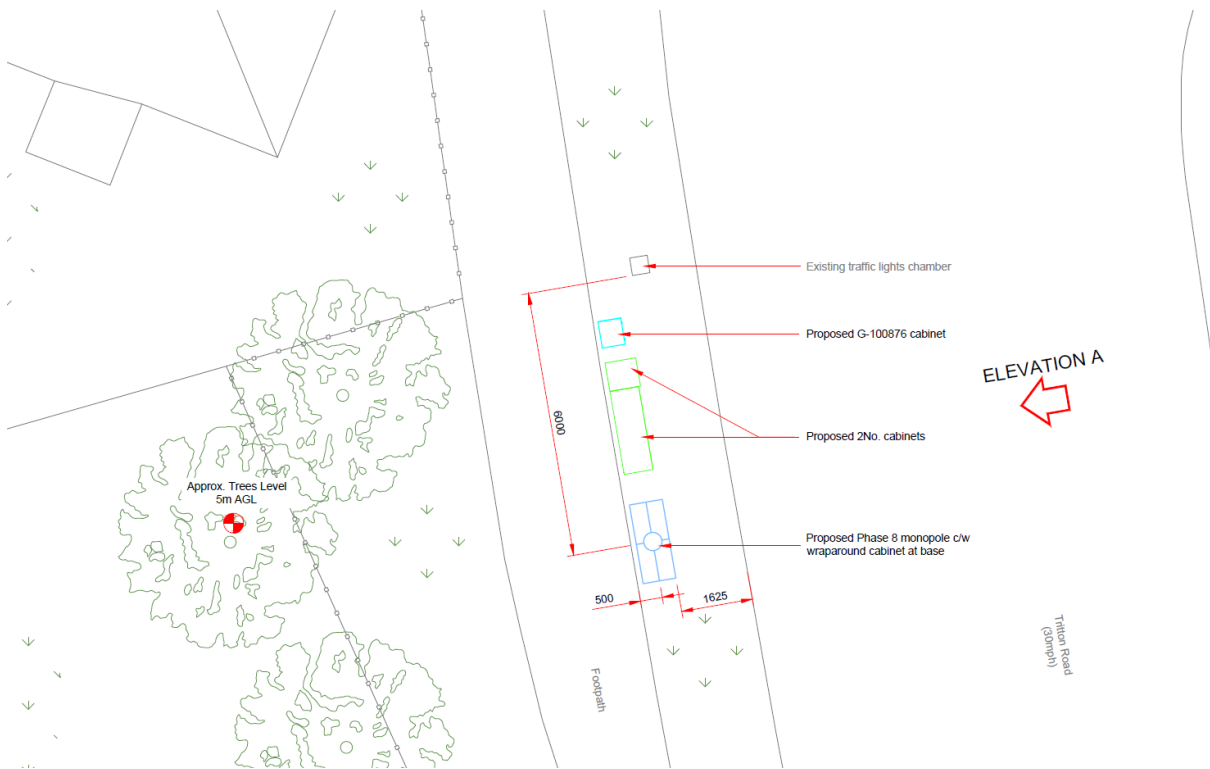 Existing traffic lights chamber
Proposed G-100876 cabinet
ELEVATION A
6000
Proposed 2No. cabinets
Approx. Trees Level
5m AGL
Proposed Phase 8 monopole c/w
wraparound cabinet at base
500
1625
Tritton Road
(30mph)
Footpath